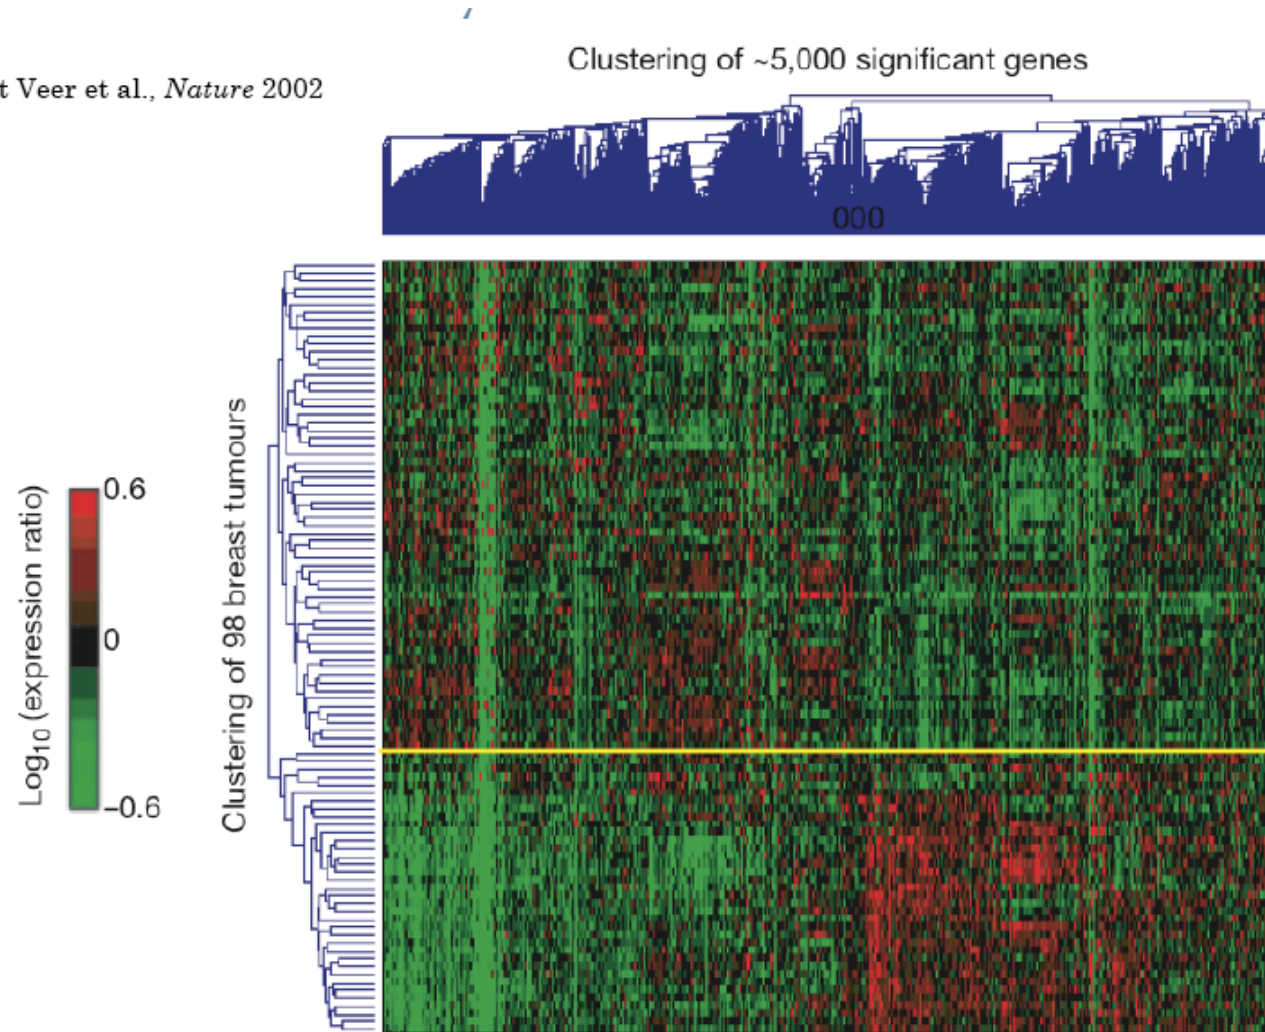 Clustering of ~5,000 significant genes
t Veer et al., Nature 2002
000
Clustering of 98 breast tumours
Log10 (expression ratio)
0.6
0
–0.6